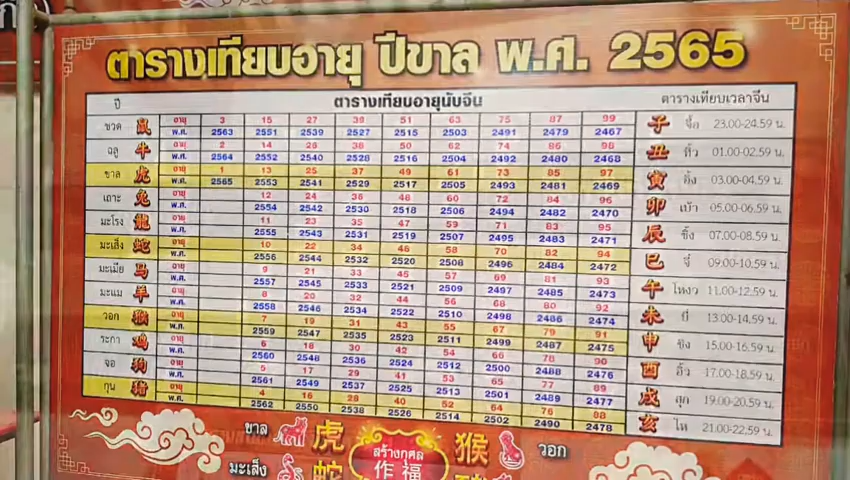 ตารางเทียบอายุ ปีขาล พ.ศ. 2565
ปี ตารางเทียบอายุนับจีน ตารางเทียบเวลาจีน
ชวด 鼠 อายุ 3 15 27 39 51 63 75 87 99 子 จื้อ 23.00-24.59 น.
พ.ศ. 2563 2551 2539 2527 2515 2503 2491 2479 2467
ฉลู 牛 อายุ 2 14 26 38 50 62 74 86 98 丑 ทิ่ว 01.00-02.59 น.
พ.ศ. 2564 2552 2540 2528 2516 2504 2492 2480 2468
ขาล 虎 อายุ 1 13 25 37 49 61 73 85 97 寅 อิ๊ง 03.00-04.59 น.
พ.ศ. 2565 2553 2541 2529 2517 2505 2493 2481 2469
เถาะ 兔 อายุ 12 24 36 48 60 72 84 96 卯 เบ้า 05.00-06.59 น.
พ.ศ. 2554 2542 2530 2518 2506 2494 2482 2470
มะโรง 龍 อายุ 11 23 35 47 59 71 83 95 辰 ซิ้ง 07.00-08.59 น.
พ.ศ. 2555 2543 2531 2519 2507 2495 2483 2471
มะเส็ง 蛇 อายุ 10 22 34 46 58 70 82 94 巳 จี๋ 09.00-10.59 น.
พ.ศ. 2556 2544 2532 2520 2508 2496 2484 2472
มะเมีย 马 อายุ 9 21 33 45 57 69 81 93 午 โหงว 11.00-12.59 น.
พ.ศ. 2557 2545 2533 2521 2509 2497 2485 2473
มะแม 羊 อายุ 8 20 32 44 56 68 80 92 未 บี่ 13.00-14.59 น.
พ.ศ. 2558 2546 2534 2522 2510 2498 2486 2474
วอก 猴 อายุ 7 19 31 43 55 67 79 91 申 ซิง 15.00-16.59 น.
พ.ศ. 2559 2547 2535 2523 2511 2499 2487 2475
ระกา 鸡 อายุ 6 18 30 42 54 66 78 90 酉 อิ้ว 17.00-18.59 น.
พ.ศ. 2560 2548 2536 2524 2512 2500 2488 2476
จอ 狗 อายุ 5 17 29 41 53 65 77 89 戌 สุก 19.00-20.59 น.
พ.ศ. 2561 2549 2537 2525 2513 2501 2489 2477
กุน 猪 อายุ 4 16 28 40 52 64 76 88 亥 ไห 21.00-22.59 น.
พ.ศ. 2562 2550 2538 2526 2514 2502 2490 2478
ขาล 虎 สร้างกุศล 猴 วอก
มะเส็ง 蛇 作福